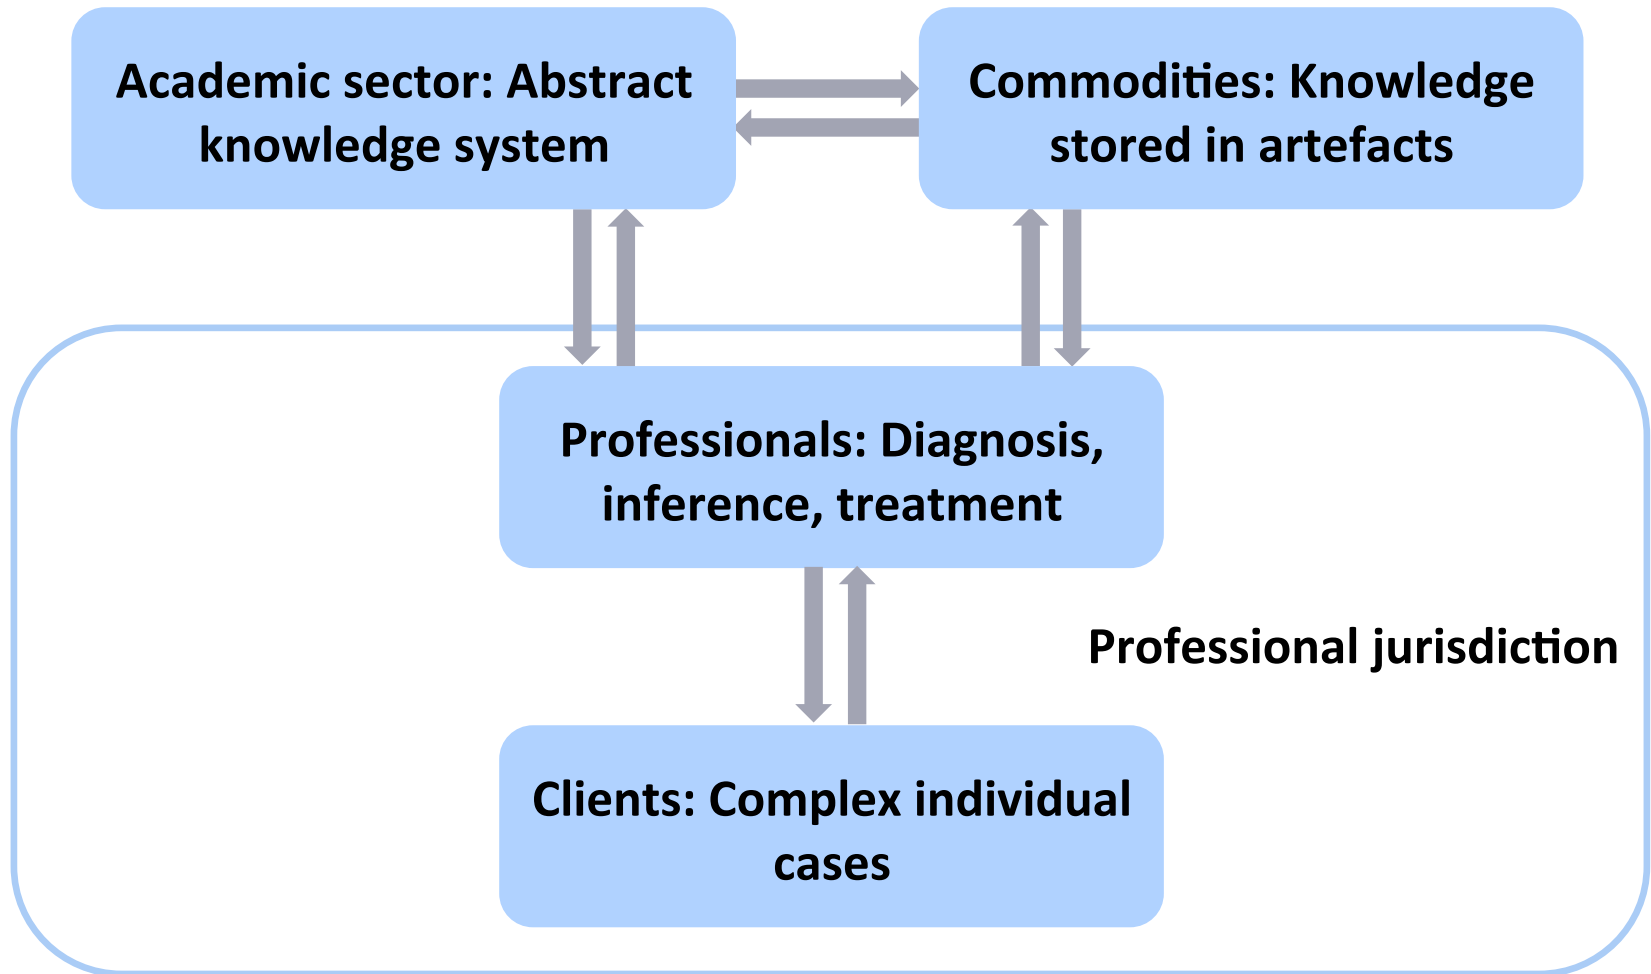 Academic sector: Abstract
knowledge system
Commodities: Knowledge
stored in artefacts
Professionals: Diagnosis,
inference, treatment
Professional jurisdiction
Clients: Complex individual
cases